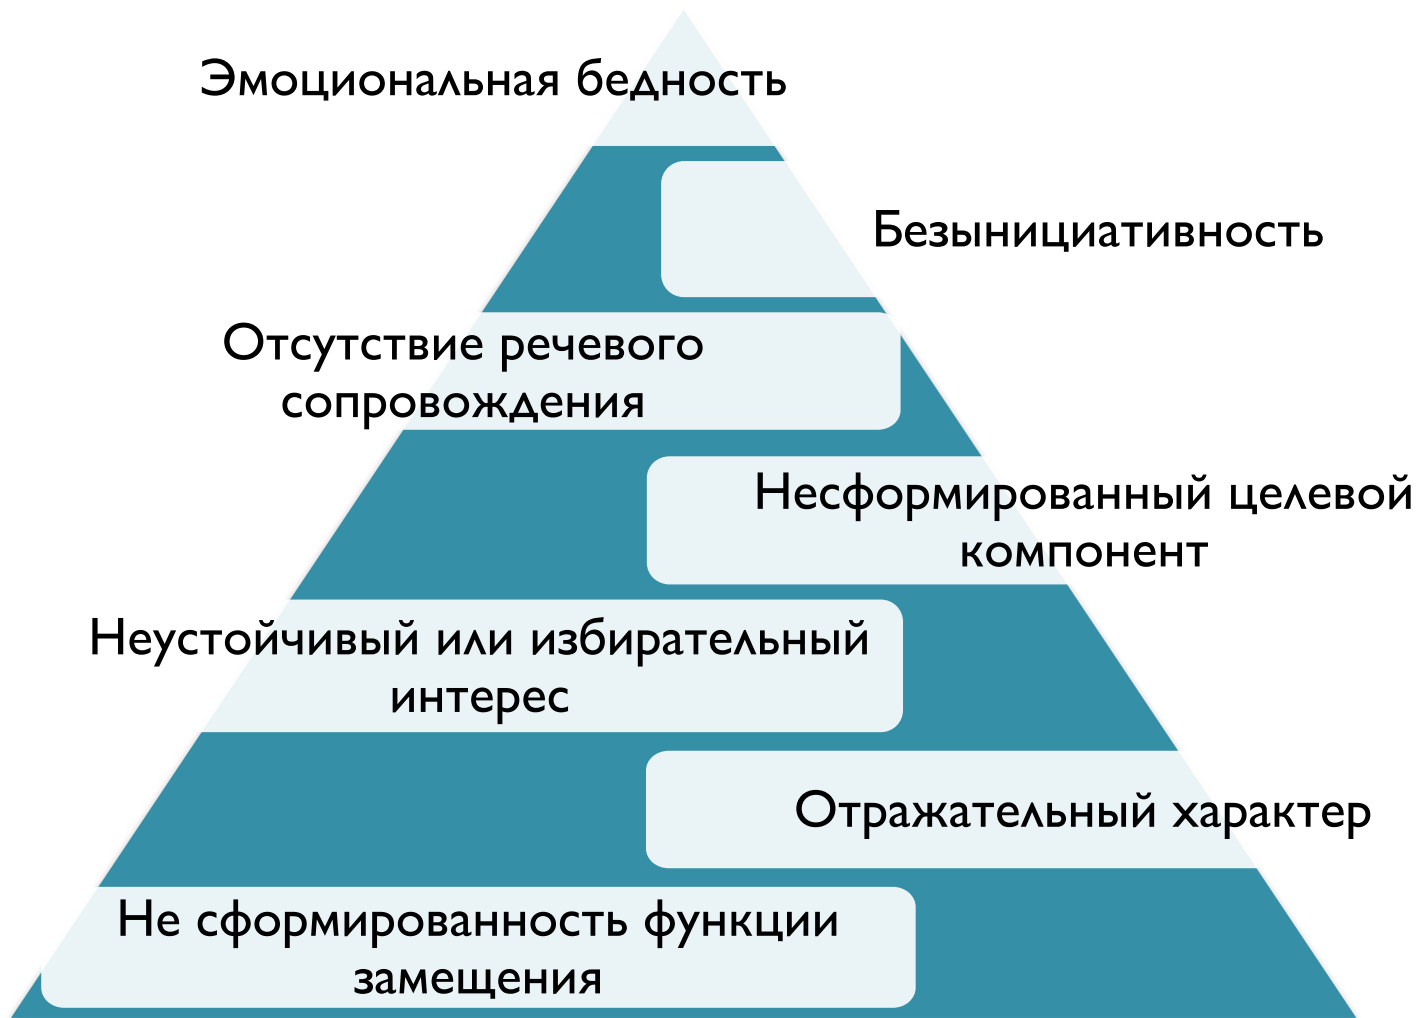 Эмоциональная бедность
Безынициативность
Отсутствие речевого
сопровождения
Несформированный целевой
компонент
Неустойчивый или избирательный
интерес
Отражательный характер
Не сформированность функции
замещения